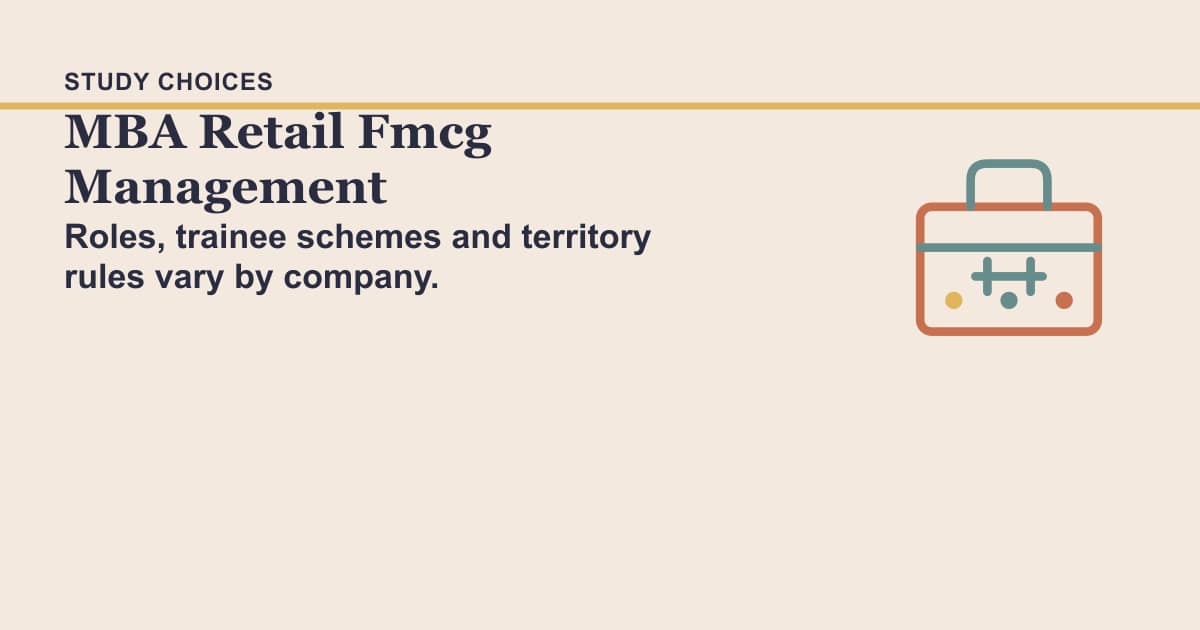 STUDY CHOICES
MBA Retail Fmcg
Management
Roles, trainee schemes and territory
rules vary by company.